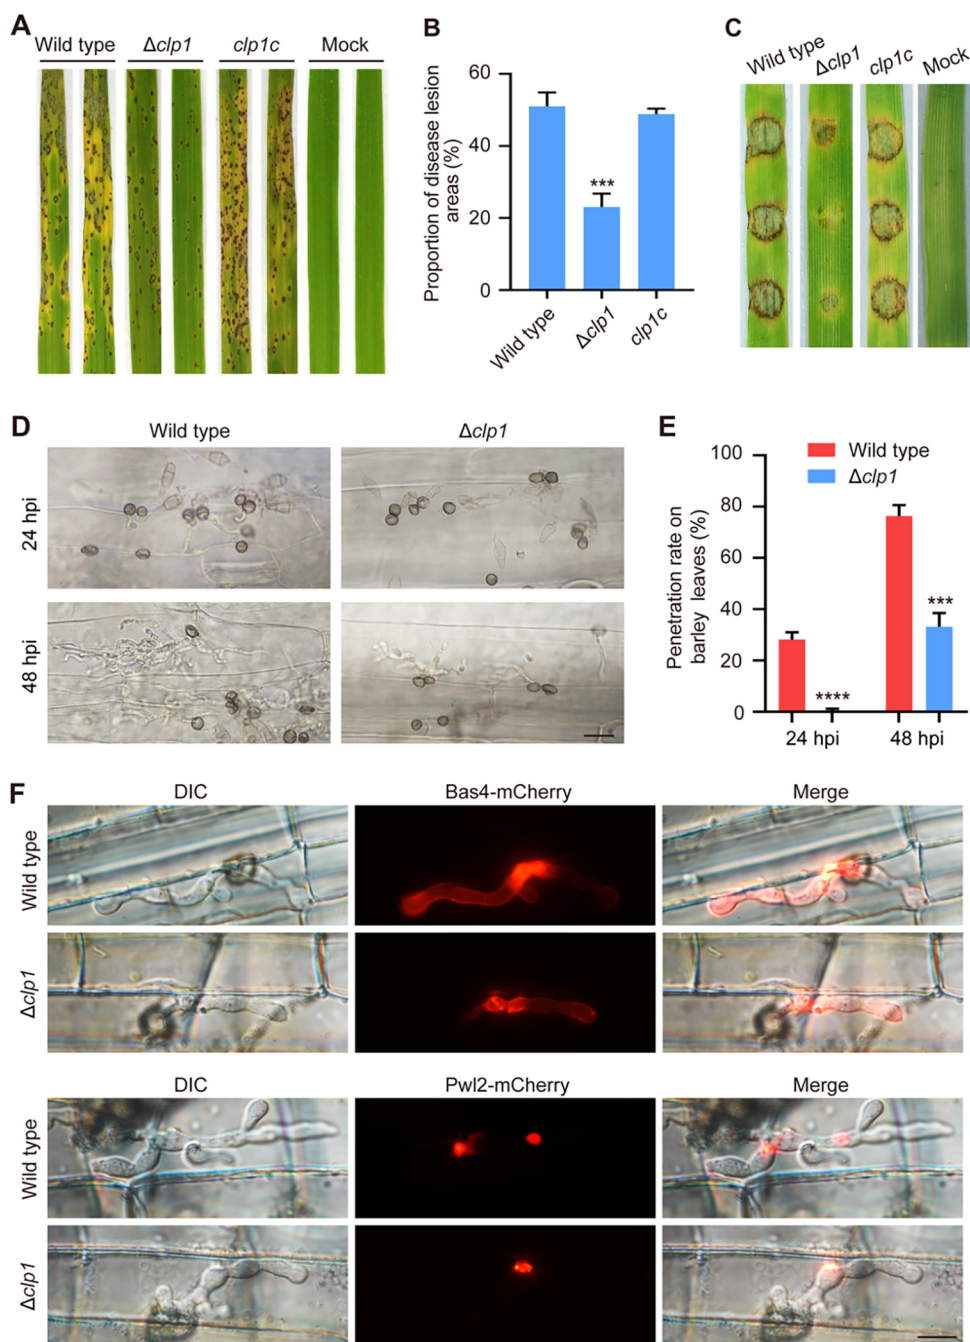 A
Wild type Δclp1 clp1c Mock
B
Proportion of disease lesion
areas (%)
60
40
20
0
***
Wild type Δclp1 clp1c
C
Wild type Δclp1 clp1c Mock
D
Wild type Δclp1
24 hpi
48 hpi
E
Wild type
Δclp1
Penetration rate on
barley leaves (%)
100
80
60
40
20
0
****
***
24 hpi 48 hpi
F
DIC Bas4-mCherry Merge
Wild type
Δclp1
DIC Pwl2-mCherry Merge
Wild type
Δclp1